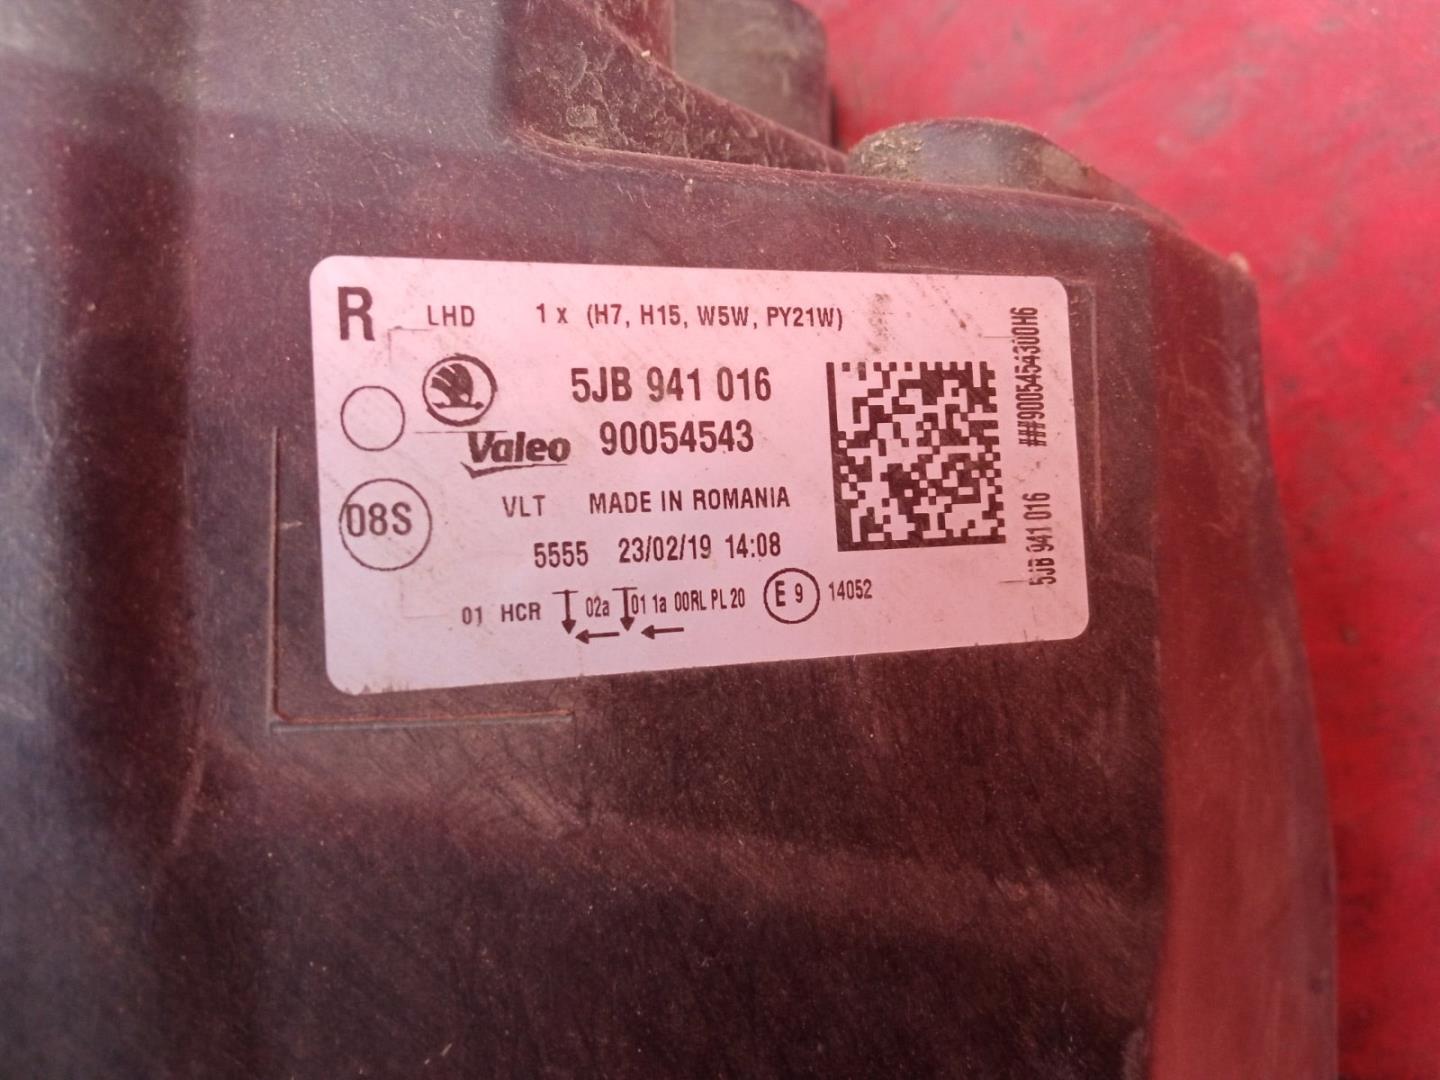 R LHD 1 x (H7, H15, W5W, PY21W)
5JB 941 016
Valeo 90054543
08S
VLT MADE IN ROMANIA
5555 23/02/19 14:08
01 HCR 02a 01 1a 00RL PL 20 E 9 14052
##9005454300H6
5JB 941 016